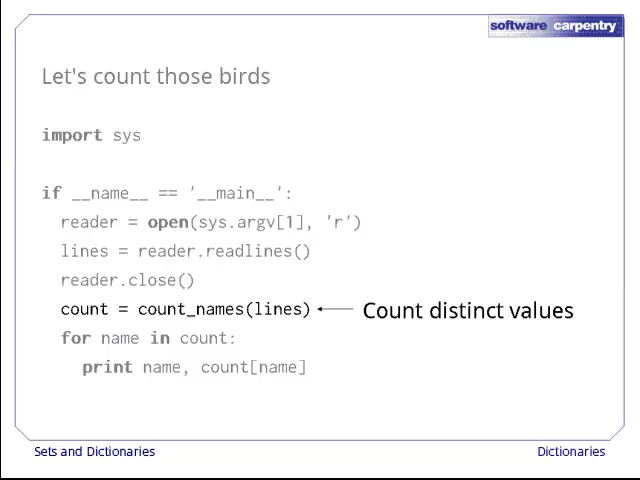 software carpentry
Let's count those birds
import sys
if __name__ == '__main__':
reader = open(sys.argv[1], 'r')
lines = reader.readlines()
reader.close()
count = count_names(lines) ← Count distinct values
for name in count:
print name, count[name]
Sets and Dictionaries
Dictionaries